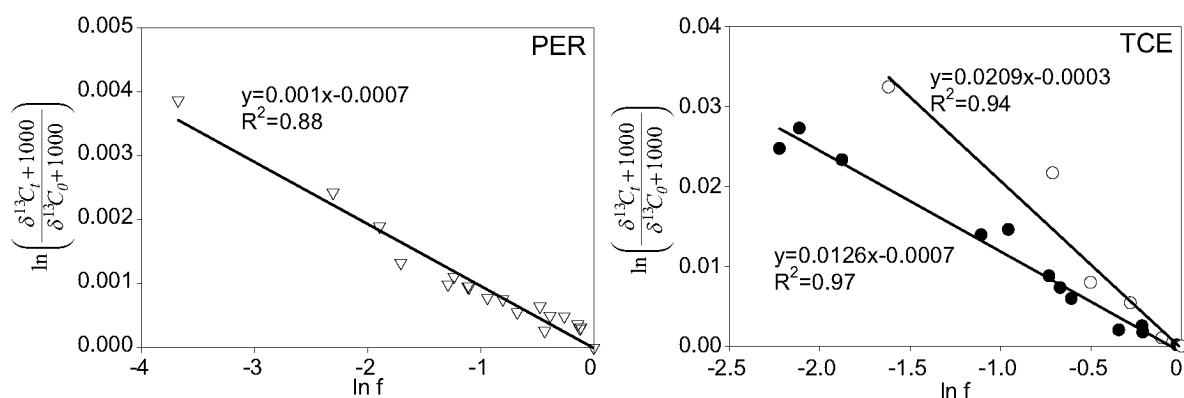 PER
0.005
0.004
0.003
0.002
0.001
0.000
-4
-3
-2
-1
0
ln f
ln ( δ¹³Cₜ + 1000 / δ¹³C₀ + 1000 )
y=0.001x-0.0007
R²=0.88
TCE
0.04
0.03
0.02
0.01
0.00
-2.5
-2.0
-1.5
-1.0
-0.5
0
ln f
ln ( δ¹³Cₜ + 1000 / δ¹³C₀ + 1000 )
y=0.0209x-0.0003
R²=0.94
y=0.0126x-0.0007
R²=0.97